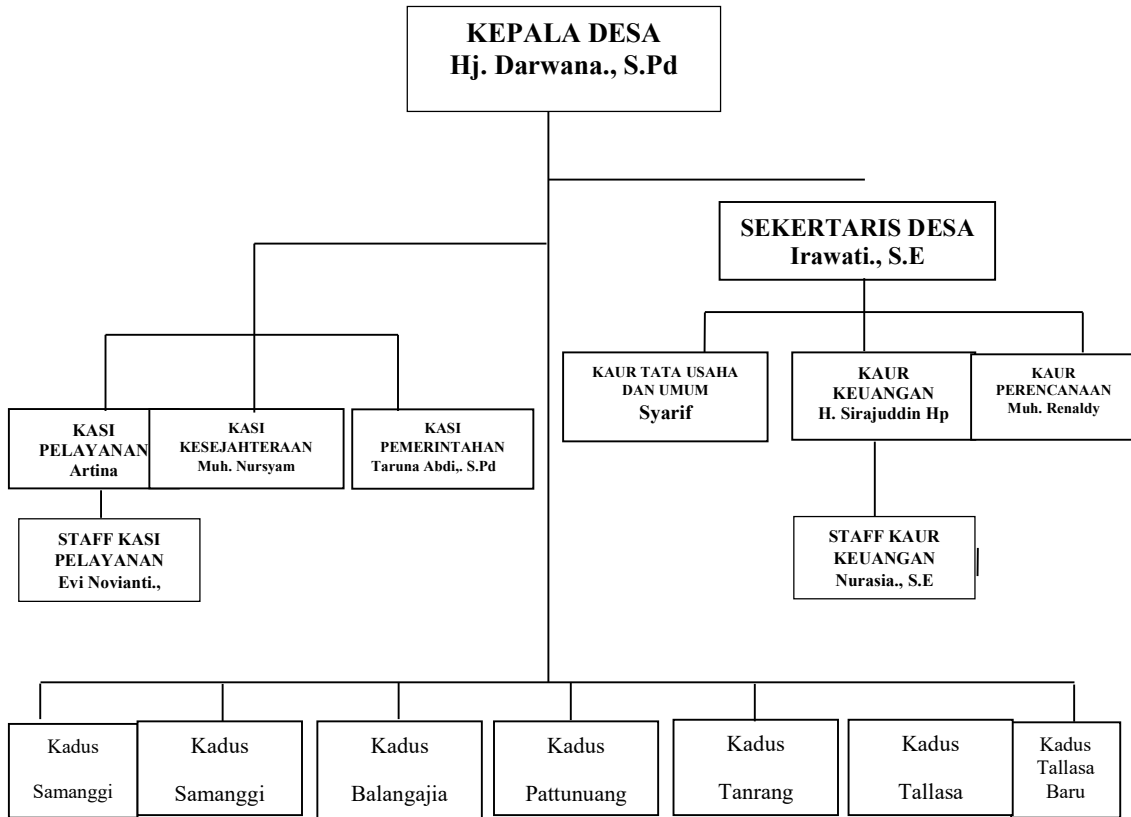 KEPALA DESA
Hj. Darwana., S.Pd
SEKERTARIS DESA
Irawati., S.E
KAUR TATA USAHA
DAN UMUM
Syarif
KAUR
KEUANGAN
H. Sirajuddin Hp
KAUR
PERENCANAAN
Muh. Renaldy
KASI
PELAYANAN
Artina
KASI
KESEJAHTERAAN
Muh. Nursyam
KASI
PEMERINTAHAN
Taruna Abdi,. S.Pd
STAFF KASI
PELAYANAN
Evi Novianti.,
STAFF KAUR
KEUANGAN
Nurasia., S.E
Kadus
Samanggi
Kadus
Samanggi
Kadus
Balangajia
Kadus
Pattunuang
Kadus
Tanrang
Kadus
Tallasa
Kadus
Tallasa
Baru